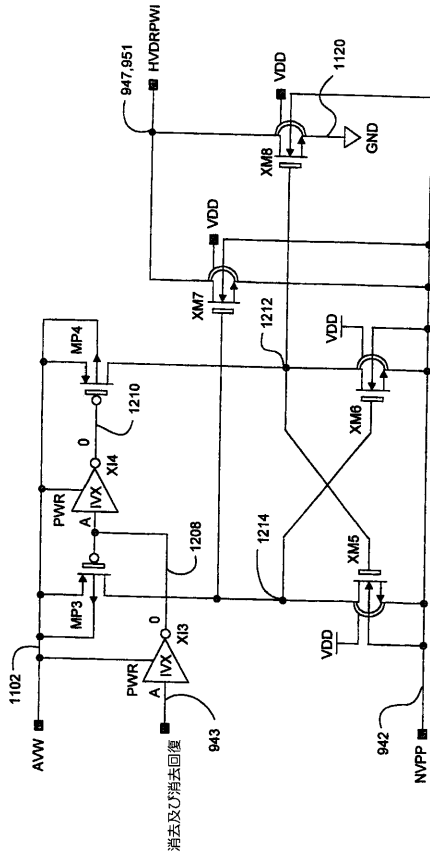 AVW
1102
PWR
A
IVX
0
XI3
943
消去及び消去回復
MP3
1208
PWR
A
IVX
0
XI4
1210
MP4
1214
1212
XM7
VDD
HVDRPWI
947,951
XM8
VDD
1120
GND
VDD
XM5
VDD
XM6
942
NVPP